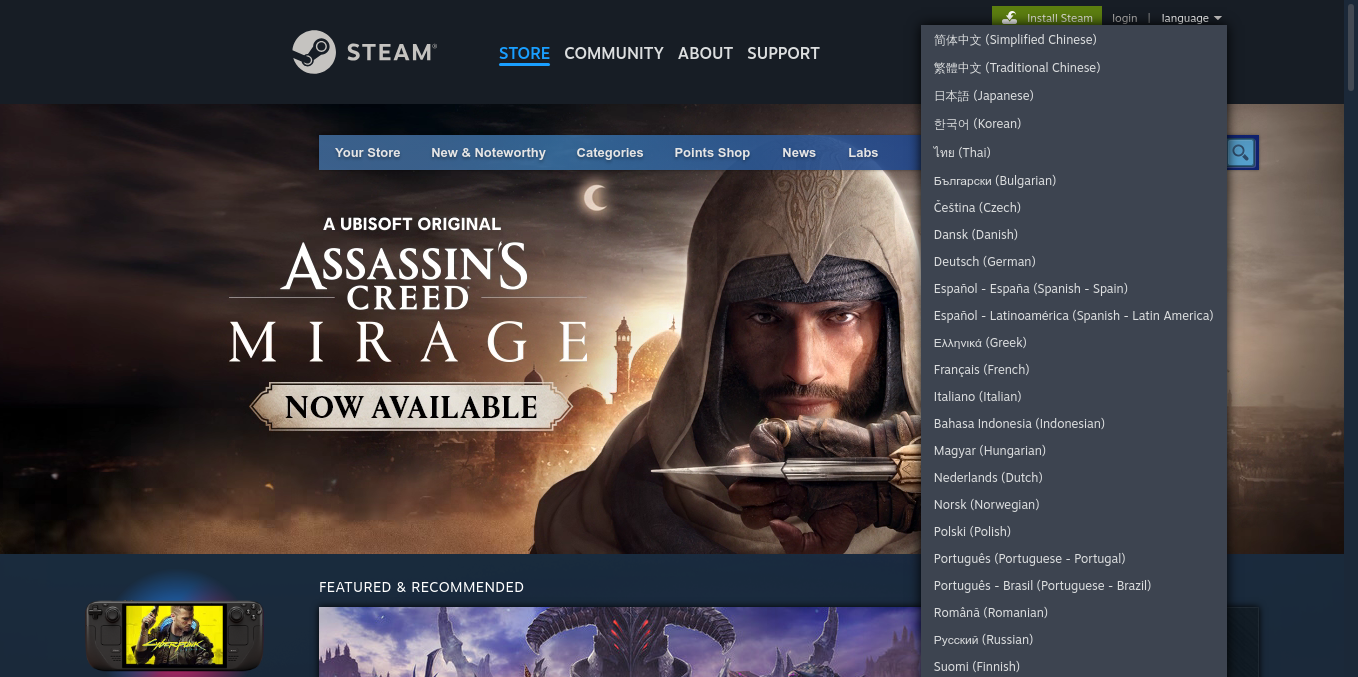 Install Steam
login
|
language
STEAM®
STORE
COMMUNITY
ABOUT
SUPPORT
Your Store
New & Noteworthy
Categories
Points Shop
News
Labs
A UBISOFT ORIGINAL
ASSASSIN'S
CREED
MIRAGE
NOW AVAILABLE
FEATURED & RECOMMENDED
Cyberpunk
简体中文 (Simplified Chinese)
繁體中文 (Traditional Chinese)
日本語 (Japanese)
한국어 (Korean)
ไทย (Thai)
Български (Bulgarian)
Čeština (Czech)
Dansk (Danish)
Deutsch (German)
Español - España (Spanish - Spain)
Español - Latinoamérica (Spanish - Latin America)
Ελληνικά (Greek)
Français (French)
Italiano (Italian)
Bahasa Indonesia (Indonesian)
Magyar (Hungarian)
Nederlands (Dutch)
Norsk (Norwegian)
Polski (Polish)
Português (Portuguese - Portugal)
Português - Brasil (Portuguese - Brazil)
Română (Romanian)
Русский (Russian)
Suomi (Finnish)